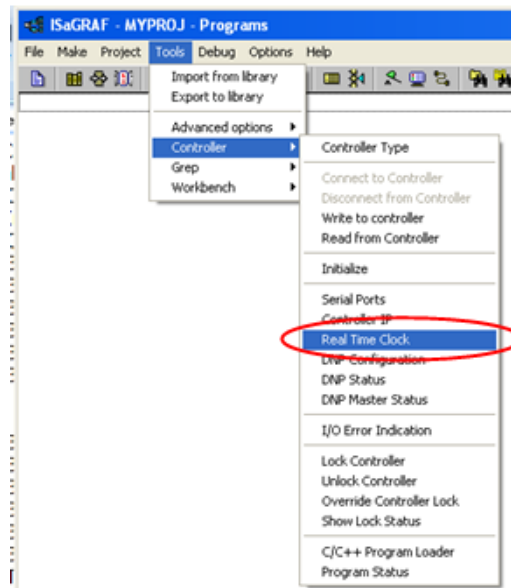 ISaGRAF - MYPROJ - Programs
File Make Project Tools Debug Options Help
Import from library
Export to library
Advanced options
Controller
Grep
Workbench
Controller Type
Connect to Controller
Disconnect from Controller
Write to controller
Read from Controller
Initialize
Serial Ports
Controller IP
Real Time Clock
DNP Configuration
DNP Status
DNP Master Status
I/O Error Indication
Lock Controller
Unlock Controller
Override Controller Lock
Show Lock Status
C/C++ Program Loader
Program Status